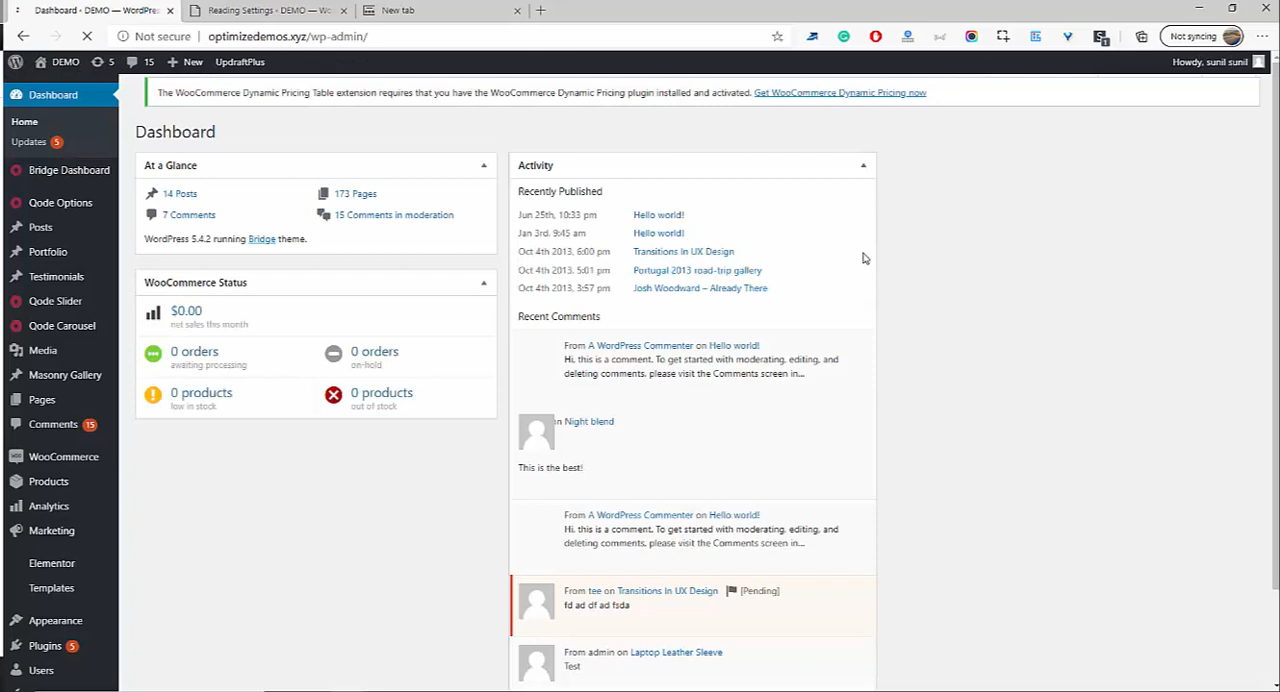 Dashboard ‹ DEMO — WordPres
Reading Settings ‹ DEMO — Wo
New tab
Not secure
optimizedemos.xyz/wp-admin/
Not syncing
DEMO
5
15
New
UpdraftPlus
Howdy, sunil sunil
Dashboard
Home
Updates 5
Bridge Dashboard
Qode Options
Posts
Portfolio
Testimonials
Qode Slider
Qode Carousel
Media
Masonry Gallery
Pages
Comments 15
WooCommerce
Products
Analytics
Marketing
Elementor
Templates
Appearance
Plugins 5
Users
The WooCommerce Dynamic Pricing Table extension requires that you have the WooCommerce Dynamic Pricing plugin installed and activated. Get WooCommerce Dynamic Pricing now
Dashboard
At a Glance
14 Posts
173 Pages
7 Comments
15 Comments in moderation
WordPress 5.4.2 running Bridge theme.
WooCommerce Status
$0.00
net sales this month
0 orders
awaiting processing
0 orders
on-hold
0 products
low in stock
0 products
out of stock
Activity
Recently Published
Jun 25th, 10:33 pm Hello world!
Jan 3rd, 9:45 am Hello world!
Oct 4th 2013, 6:00 pm Transitions In UX Design
Oct 4th 2013, 5:01 pm Portugal 2013 road-trip gallery
Oct 4th 2013, 3:57 pm Josh Woodward – Already There
Recent Comments
From A WordPress Commenter on Hello world!
Hi, this is a comment. To get started with moderating, editing, and
deleting comments, please visit the Comments screen in...
Night blend
This is the best!
From A WordPress Commenter on Hello world!
Hi, this is a comment. To get started with moderating, editing, and
deleting comments, please visit the Comments screen in...
From tee on Transitions In UX Design [Pending]
fd ad df ad fsda
From admin on Laptop Leather Sleeve
Test